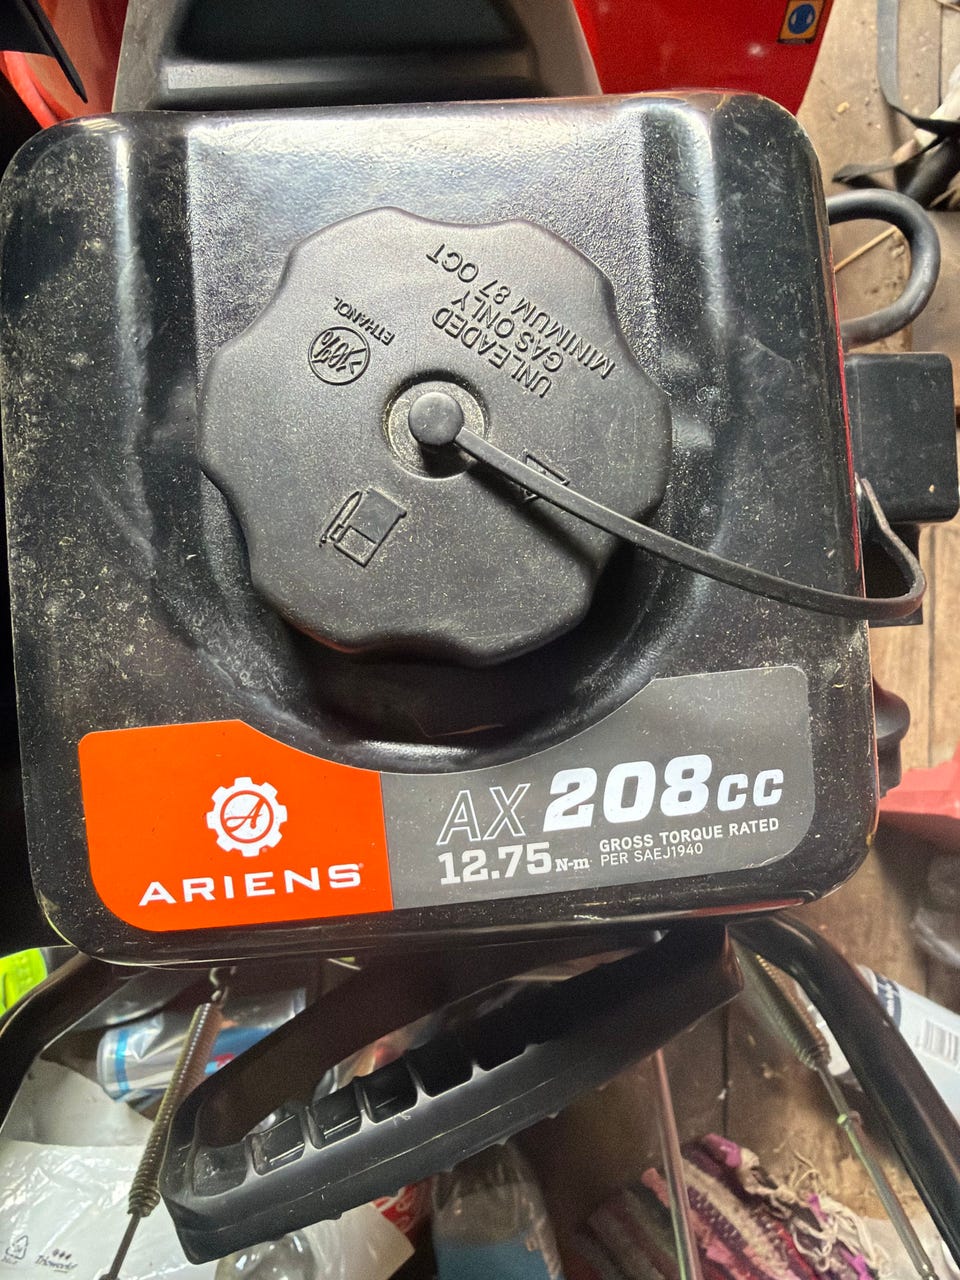 UNLEADED
GAS ONLY
MINIMUM 87 OCT
>10%
ETHANOL
A
ARIENS
AX 208cc
12.75 N-m GROSS TORQUE RATED
PER SAEJ1940